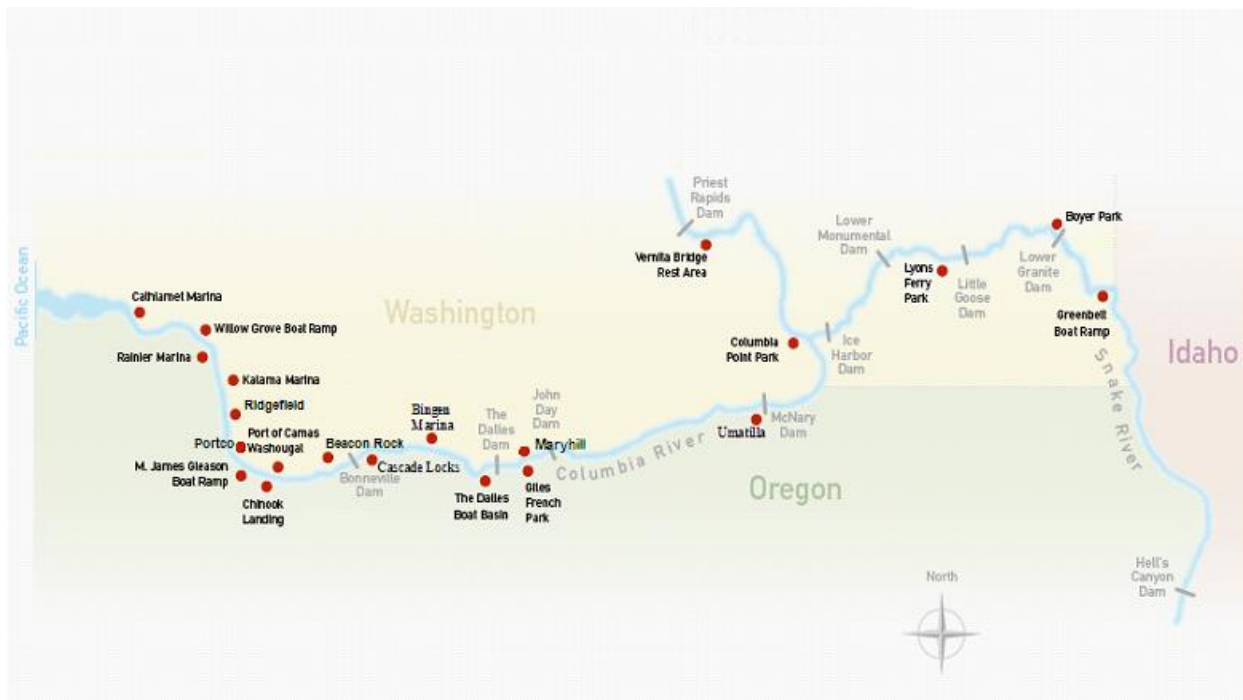 Priest
Rapids
Dam
Vernita Bridge
Rest Area
Lower
Monumental
Dam
Boyer Park
Lyons
Ferry
Park
Little
Goose
Dam
Lower
Granite
Dam
Greenbelt
Boat Ramp
Pacific Ocean
Cathlamet Marina
Washington
Willow Grove Boat Ramp
Rainier Marina
Columbia
Point Park
Ice
Harbor
Dam
Idaho
Snake River
Kalama Marina
Ridgefield
Portco
Port of Camas
Washougal
M. James Gleason
Boat Ramp
Chinook
Landing
Beacon Rock
Bonneville
Dam
Cascade Locks
Bingen
Marina
The
Dalles
Dam
John
Day
Dam
Maryhill
The Dalles
Boat Basin
Giles
French
Park
Columbia River
Umatilla
McNary
Dam
Oregon
North
Hell's
Canyon
Dam